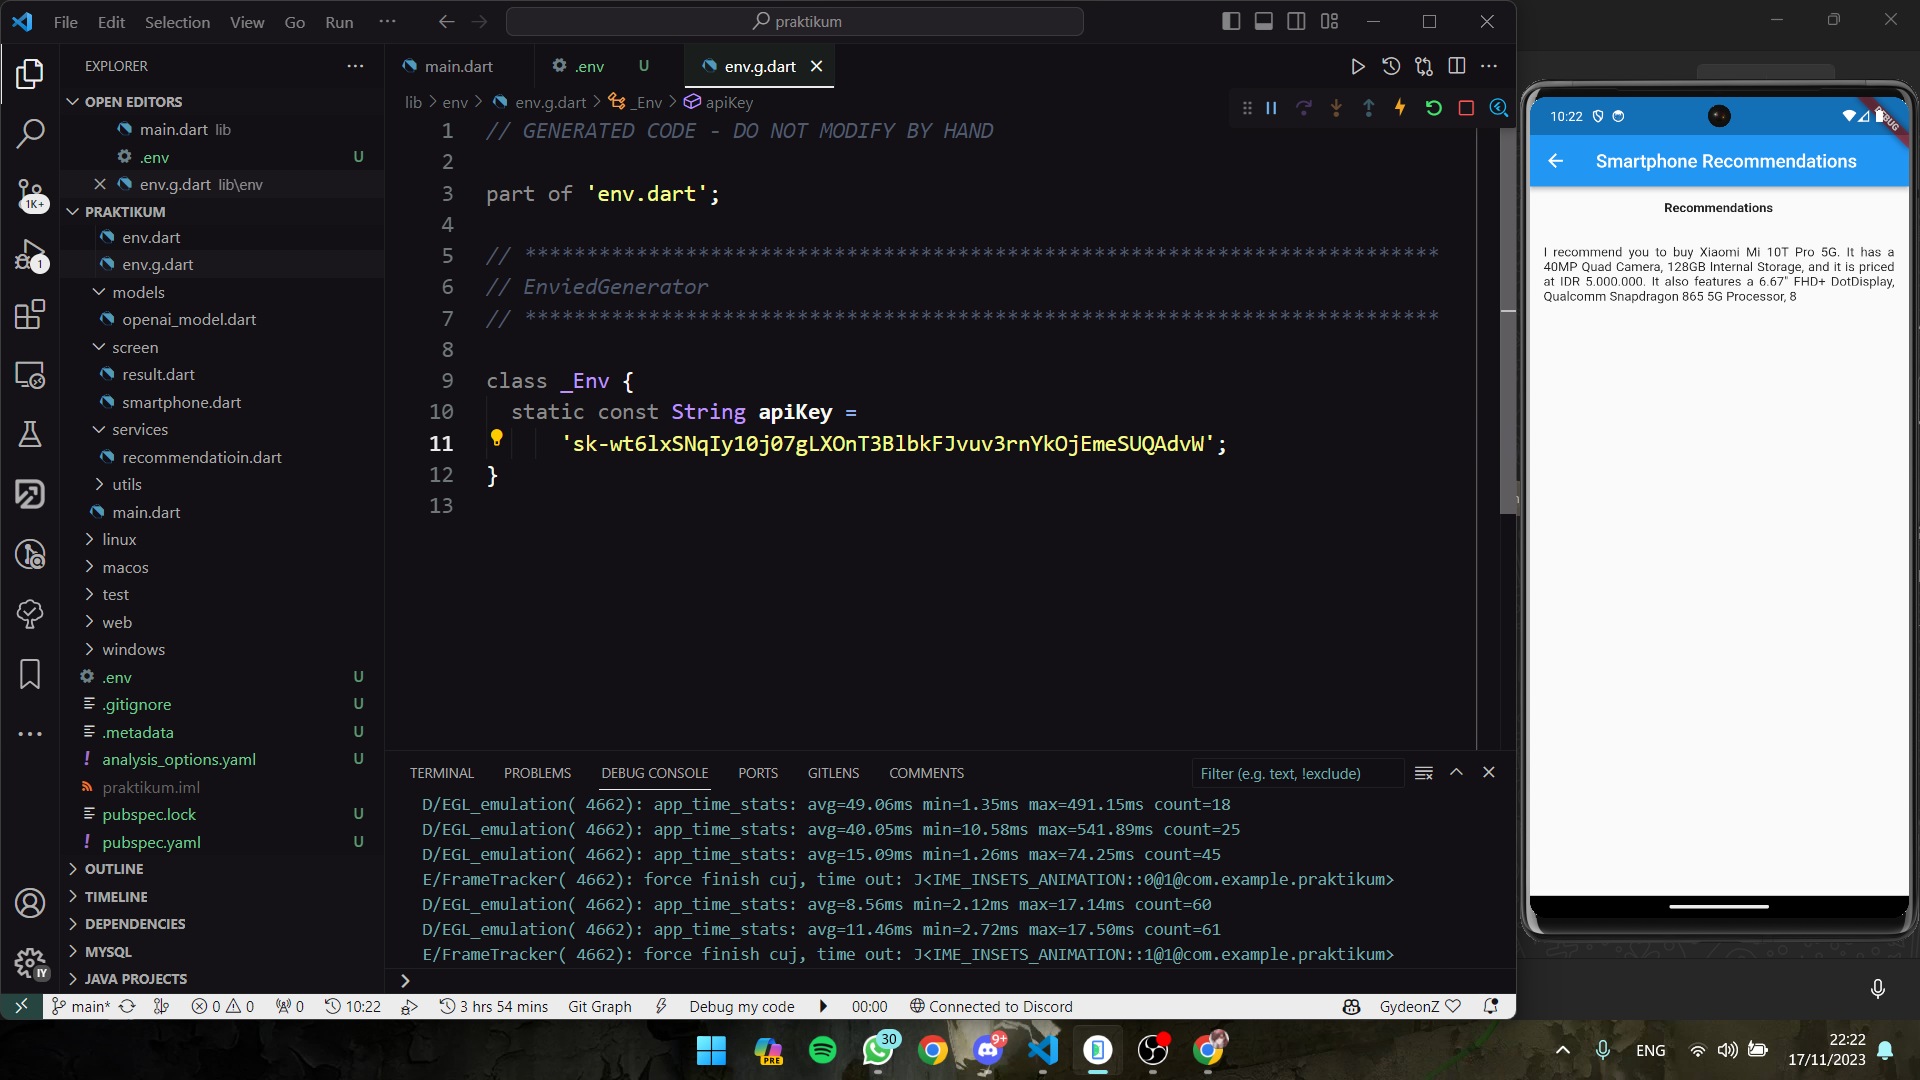 File Edit Selection View Go Run ··· praktikum
EXPLORER
OPEN EDITORS
main.dart lib
.env U
env.g.dart lib\env
PRAKTIKUM
env.dart
env.g.dart
models
openai_model.dart
screen
result.dart
smartphone.dart
services
recommendatioin.dart
utils
main.dart
linux
macos
test
web
windows
.env U
.gitignore U
.metadata U
analysis_options.yaml U
praktikum.iml
pubspec.lock U
pubspec.yaml U
OUTLINE
TIMELINE
DEPENDENCIES
MYSQL
JAVA PROJECTS
1K+
1
IY
main.dart .env U env.g.dart
lib > env > env.g.dart > _Env > apiKey
1 // GENERATED CODE - DO NOT MODIFY BY HAND
2
3 part of 'env.dart';
4
5 // **************************************************************************
6 // EnviedGenerator
7 // **************************************************************************
8
9 class _Env {
10 static const String apiKey =
11 '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';
12 }
13
TERMINAL PROBLEMS DEBUG CONSOLE PORTS GITLENS COMMENTS Filter (e.g. text, !exclude)
D/EGL_emulation( 4662): app_time_stats: avg=49.06ms min=1.35ms max=491.15ms count=18
D/EGL_emulation( 4662): app_time_stats: avg=40.05ms min=10.58ms max=541.89ms count=25
D/EGL_emulation( 4662): app_time_stats: avg=15.09ms min=1.26ms max=74.25ms count=45
E/FrameTracker( 4662): force finish cuj, time out: J<IME_INSETS_ANIMATION::0@1@com.example.praktikum>
D/EGL_emulation( 4662): app_time_stats: avg=8.56ms min=2.12ms max=17.14ms count=60
D/EGL_emulation( 4662): app_time_stats: avg=11.46ms min=2.72ms max=17.50ms count=61
E/FrameTracker( 4662): force finish cuj, time out: J<IME_INSETS_ANIMATION::1@1@com.example.praktikum>
>
main* 0 0 0 10:22 3 hrs 54 mins Git Graph Debug my code 00:00 Connected to Discord GydeonZ
10:22
DEBUG
Smartphone Recommendations
Recommendations
I recommend you to buy Xiaomi Mi 10T Pro 5G. It has a
40MP Quad Camera, 128GB Internal Storage, and it is priced
at IDR 5.000.000. It also features a 6.67" FHD+ DotDisplay,
Qualcomm Snapdragon 865 5G Processor, 8
PRE 30 9+ ENG 22:22
17/11/2023